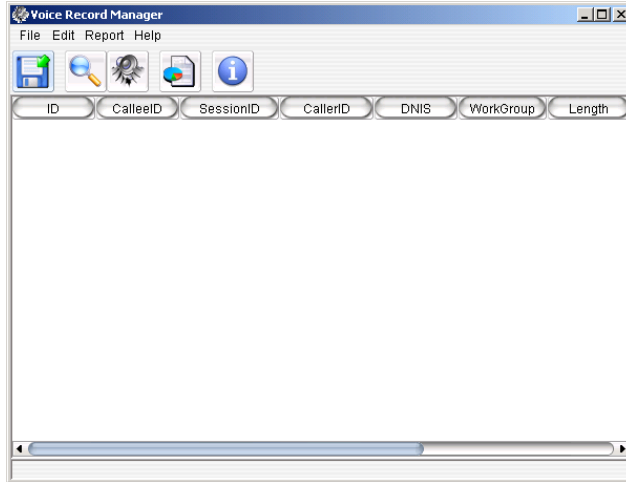 Voice Record Manager
File Edit Report Help
ID CalleeID SessionID CallerID DNIS WorkGroup Length